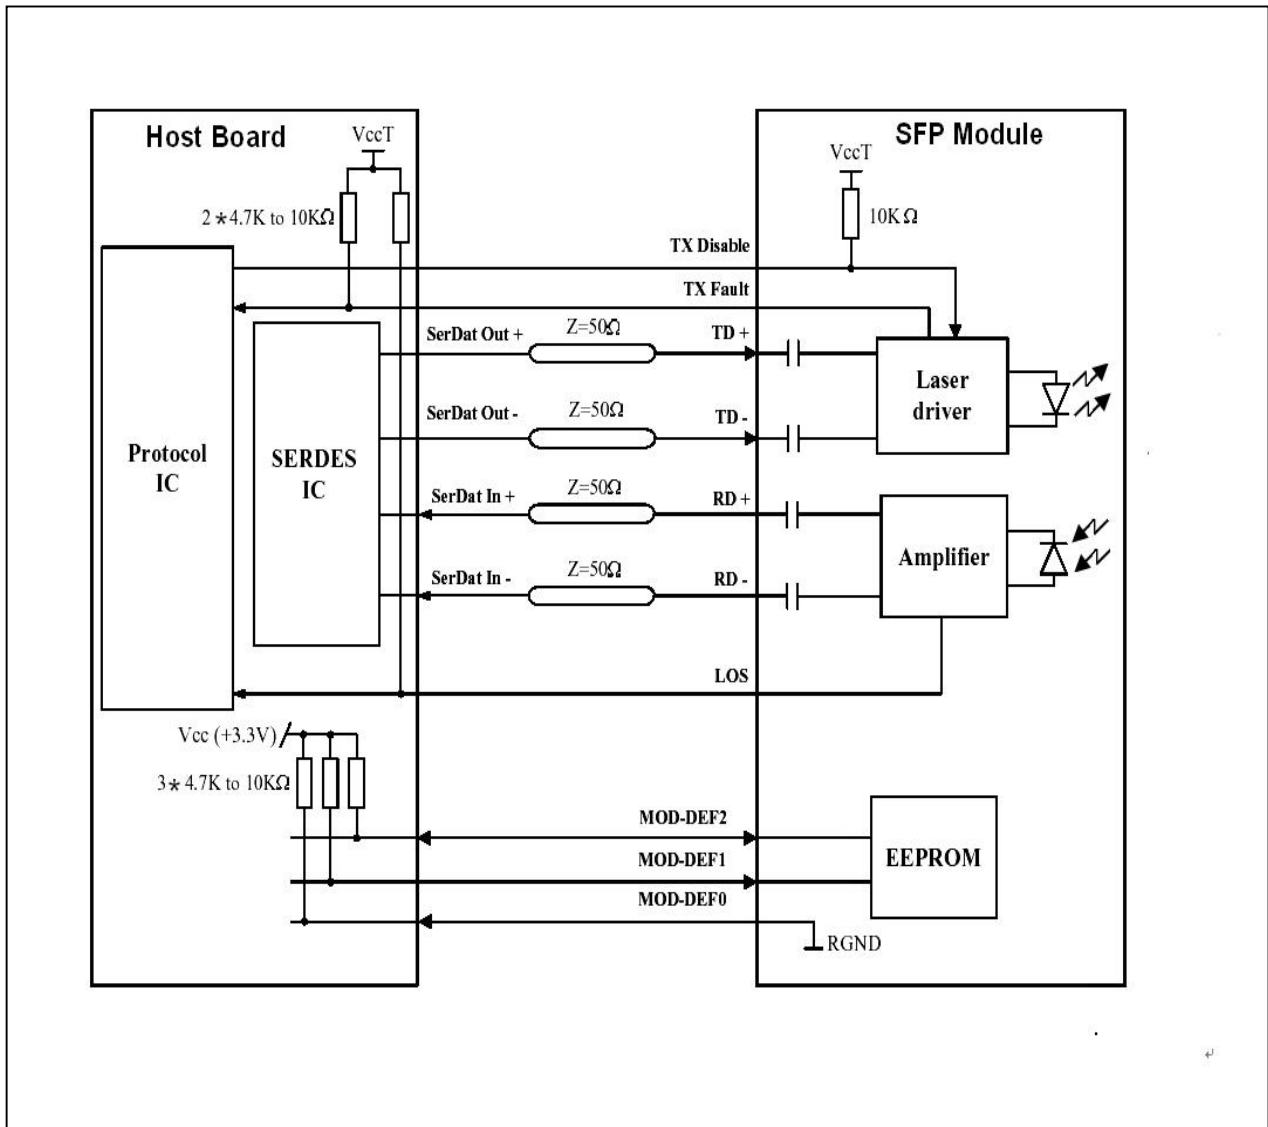 Host Board
VccT
2*4.7K to 10KΩ
SFP Module
VccT
10KΩ
TX Disable
TX Fault
SerDat Out +
Z=50Ω
TD +
SerDat Out -
Z=50Ω
TD -
SerDat In +
Z=50Ω
RD +
SerDat In -
Z=50Ω
RD -
Protocol
IC
SERDES
IC
Laser
driver
Amplifier
LOS
Vcc (+3.3V)
3*4.7K to 10KΩ
MOD-DEF2
MOD-DEF1
MOD-DEF0
EEPROM
RGND